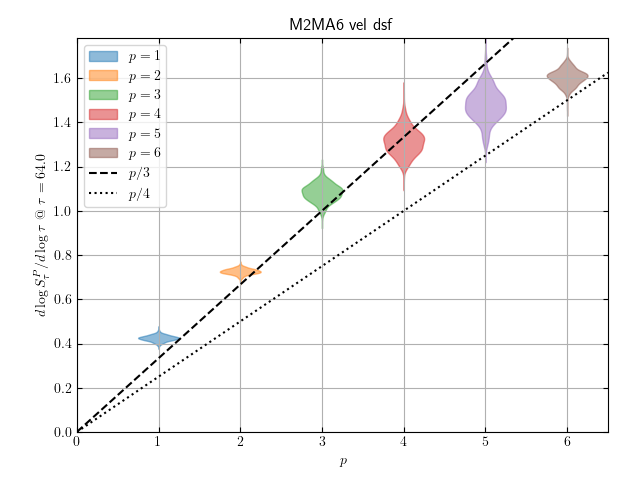 M2MA6 vel dsf
p = 1
p = 2
p = 3
p = 4
p = 5
p = 6
p/3
p/4
d log S_τ^P / d log τ @ τ = 64.0
1.6
1.4
1.2
1.0
0.8
0.6
0.4
0.2
0.0
0 1 2 3 4 5 6
p